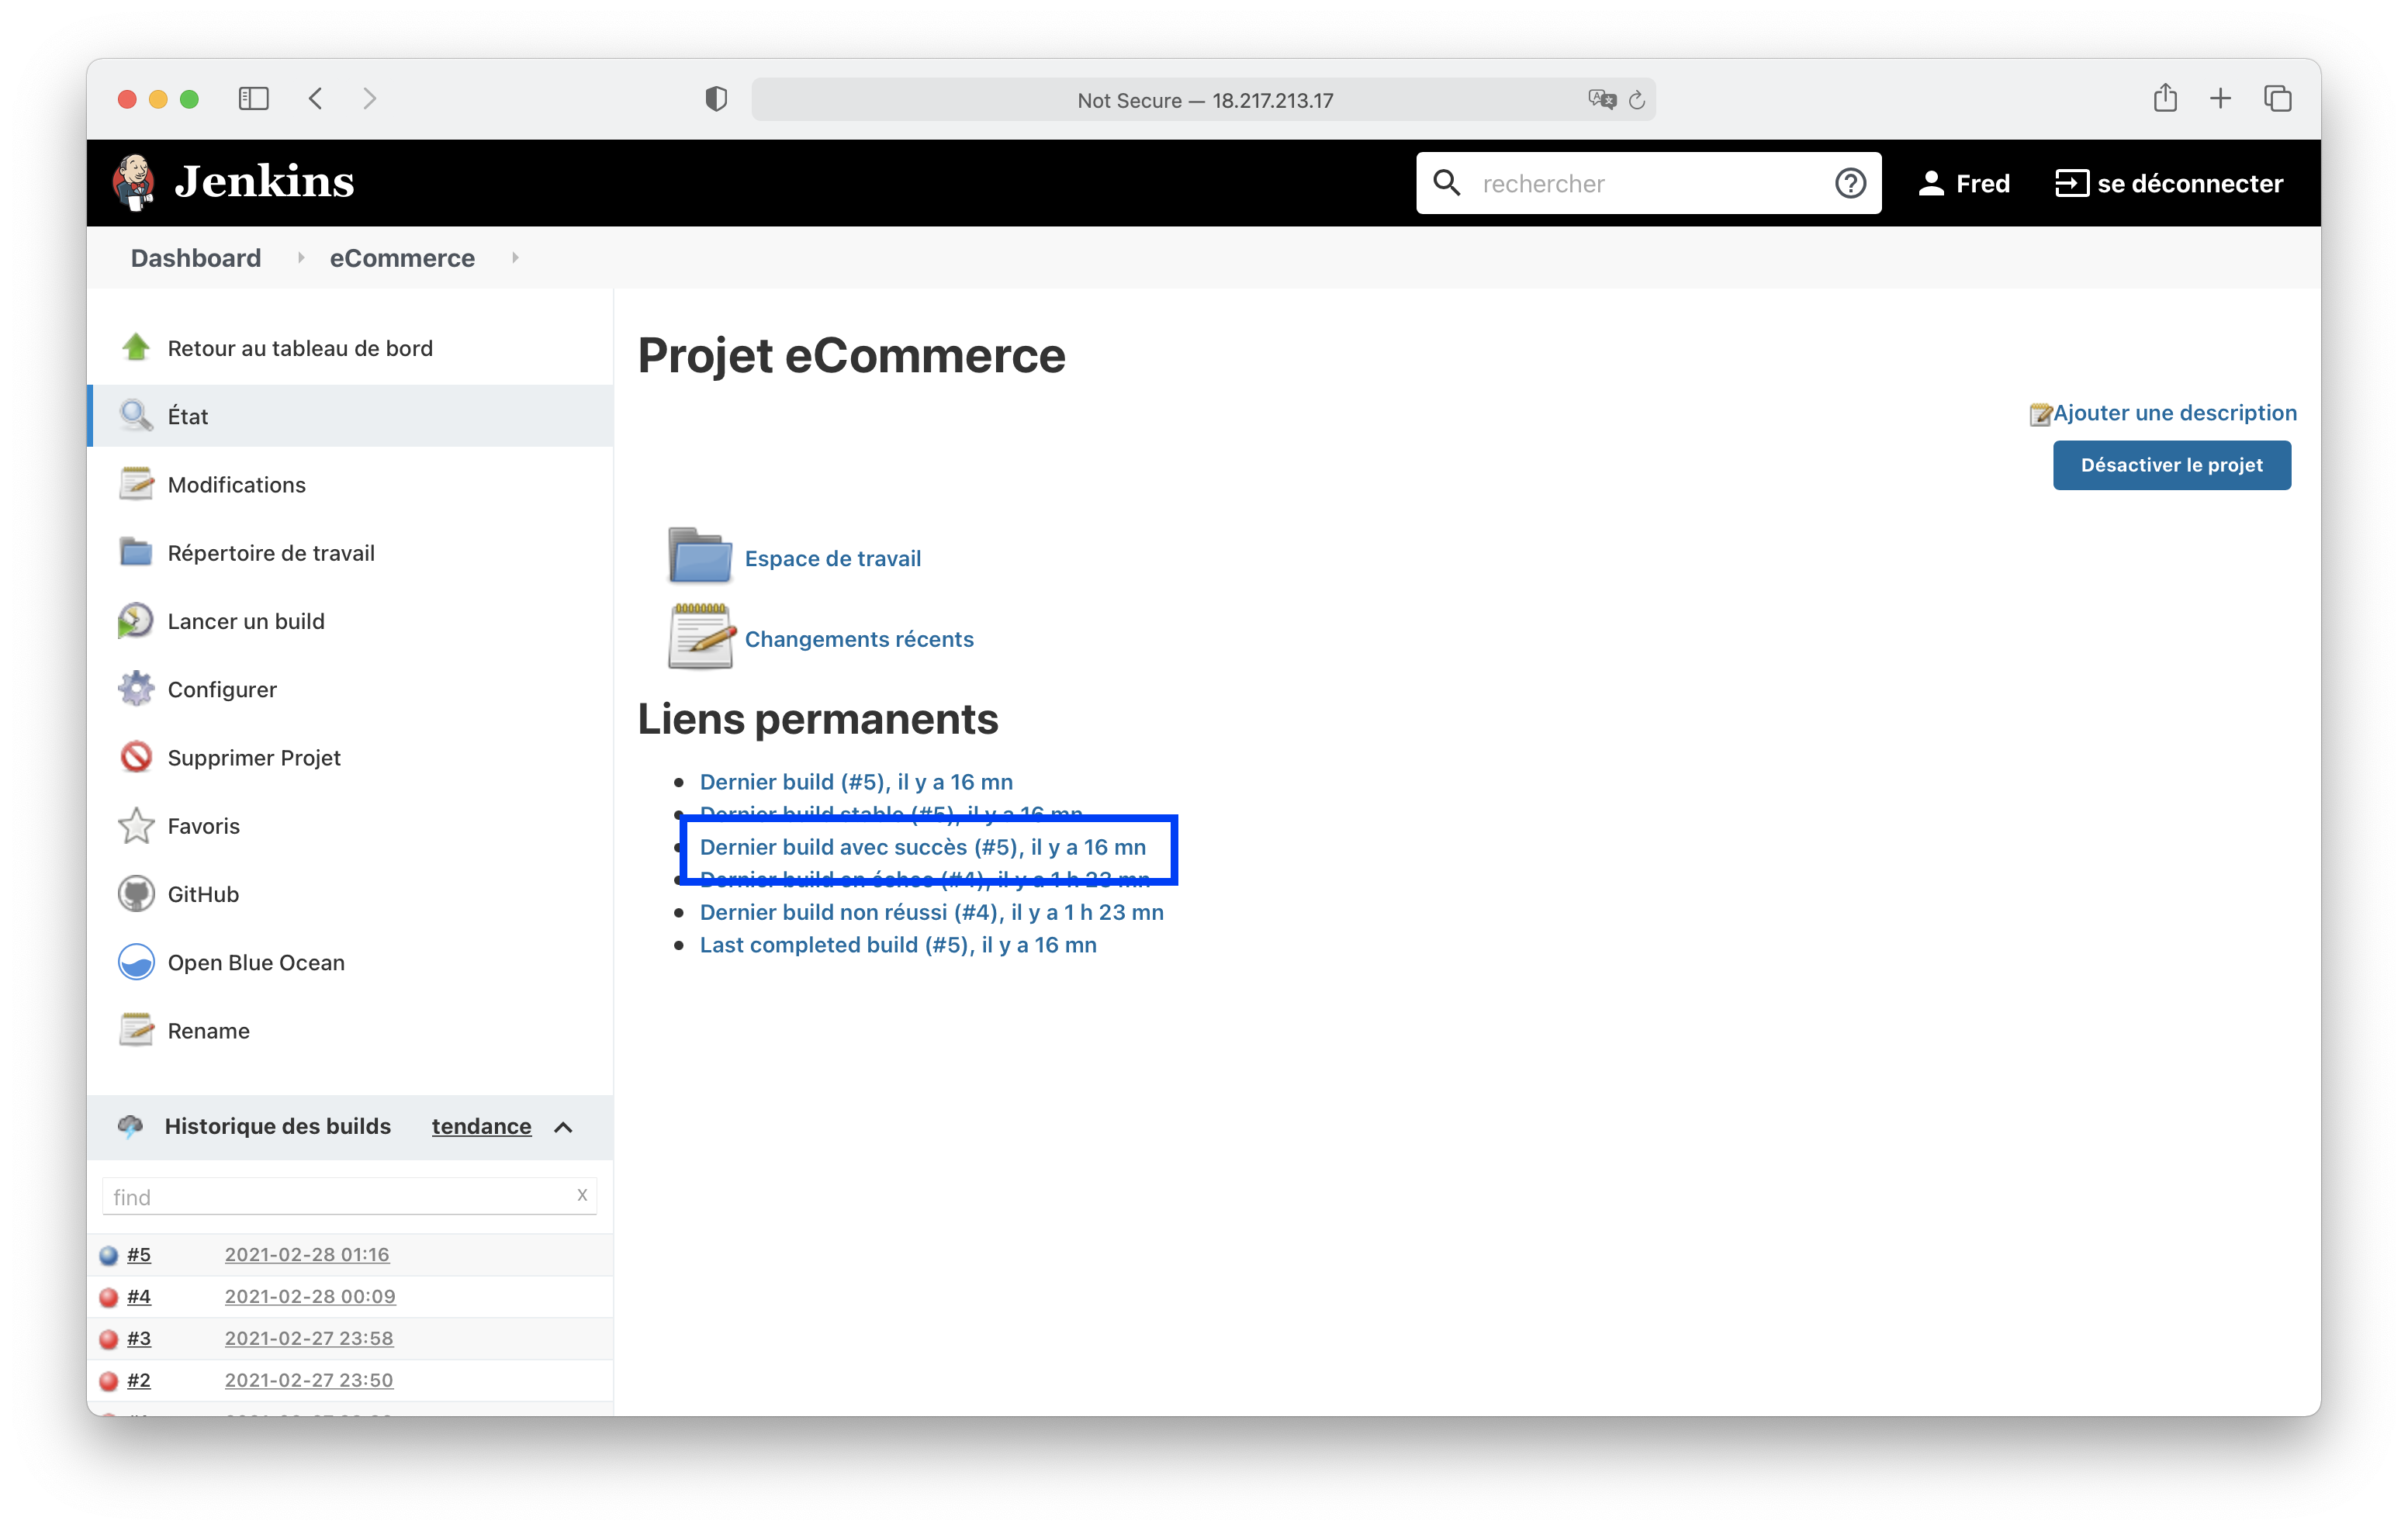 Not Secure — 18.217.213.17
Jenkins
rechercher
Fred
se déconnecter
Dashboard
eCommerce
Retour au tableau de bord
État
Modifications
Répertoire de travail
Lancer un build
Configurer
Supprimer Projet
Favoris
GitHub
Open Blue Ocean
Rename
Historique des builds tendance
find x
#5 2021-02-28 01:16
#4 2021-02-28 00:09
#3 2021-02-27 23:58
#2 2021-02-27 23:50
Projet eCommerce
Ajouter une description
Désactiver le projet
Espace de travail
Changements récents
Liens permanents
Dernier build (#5), il y a 16 mn
Dernier build stable (#5), il y a 16 mn
Dernier build avec succès (#5), il y a 16 mn
Dernier build en échec (#4), il y a 1 h 23 mn
Dernier build non réussi (#4), il y a 1 h 23 mn
Last completed build (#5), il y a 16 mn